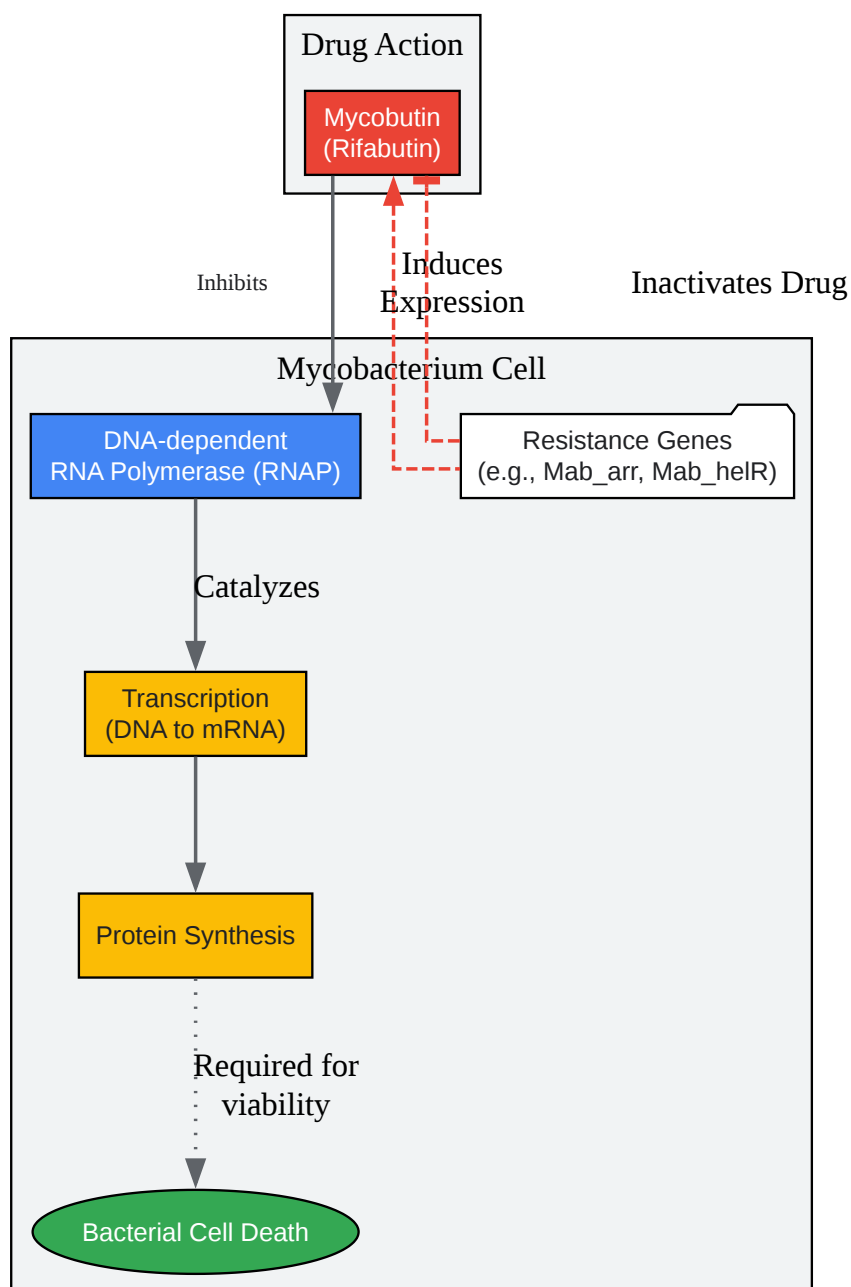 Drug Action
Mycobutin
(Rifabutin)
Inhibits
Induces
Expression
Inactivates Drug
Mycobacterium Cell
DNA-dependent
RNA Polymerase (RNAP)
Resistance Genes
(e.g., Mab_arr, Mab_helR)
Catalyzes
Transcription
(DNA to mRNA)
Protein Synthesis
Required for
viability
Bacterial Cell Death